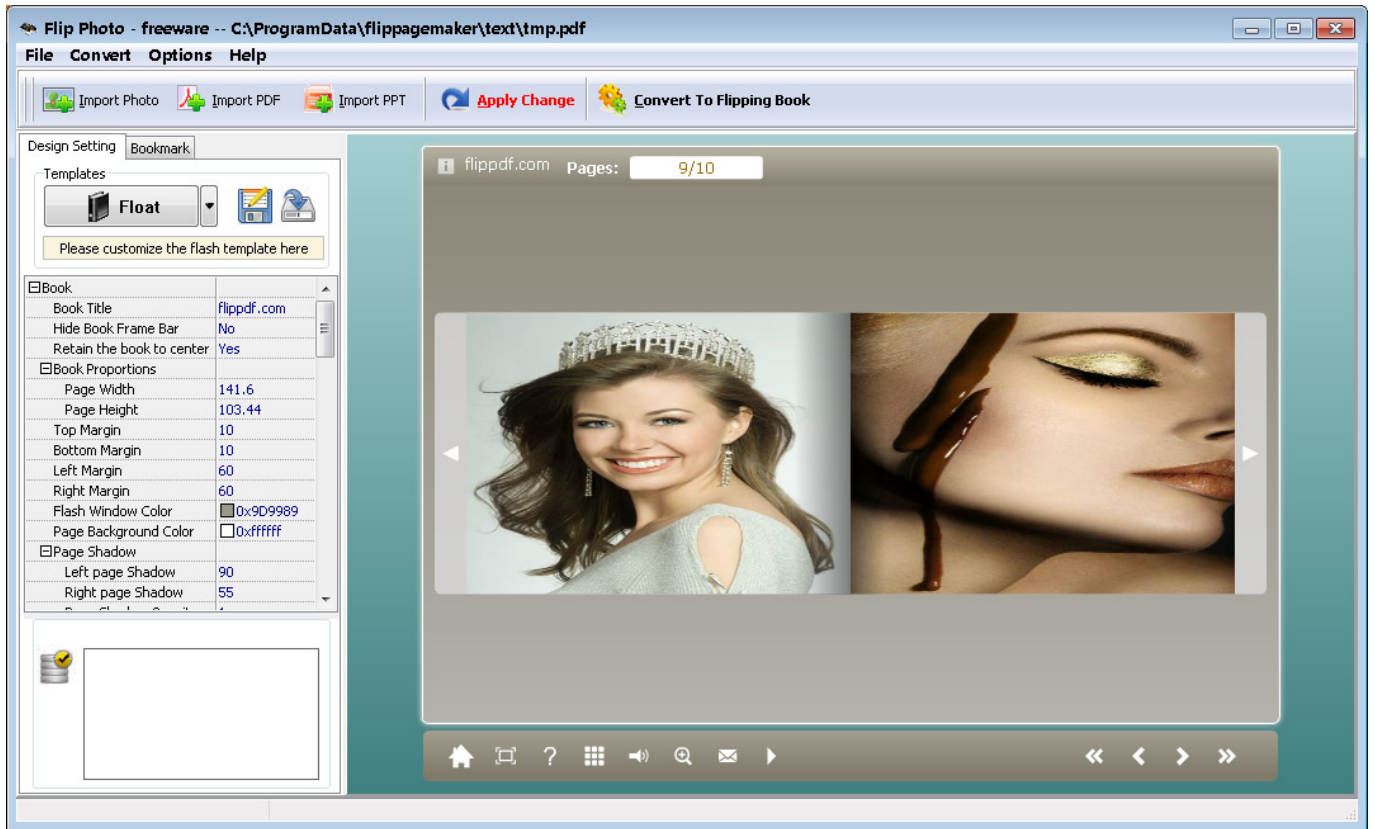 Flip Photo - freeware -- C:\ProgramData\flippagemaker\text\tmp.pdf
File Convert Options Help
Import Photo Import PDF Import PPT Apply Change Convert To Flipping Book
Design Setting Bookmark
Templates
Float
Please customize the flash template here
Book
Book Title flippdf.com
Hide Book Frame Bar No
Retain the book to center Yes
Book Proportions
Page Width 141.6
Page Height 103.44
Top Margin 10
Bottom Margin 10
Left Margin 60
Right Margin 60
Flash Window Color 0x9D9989
Page Background Color 0xffffff
Page Shadow
Left page Shadow 90
Right page Shadow 55
flippdf.com Pages: 9/10